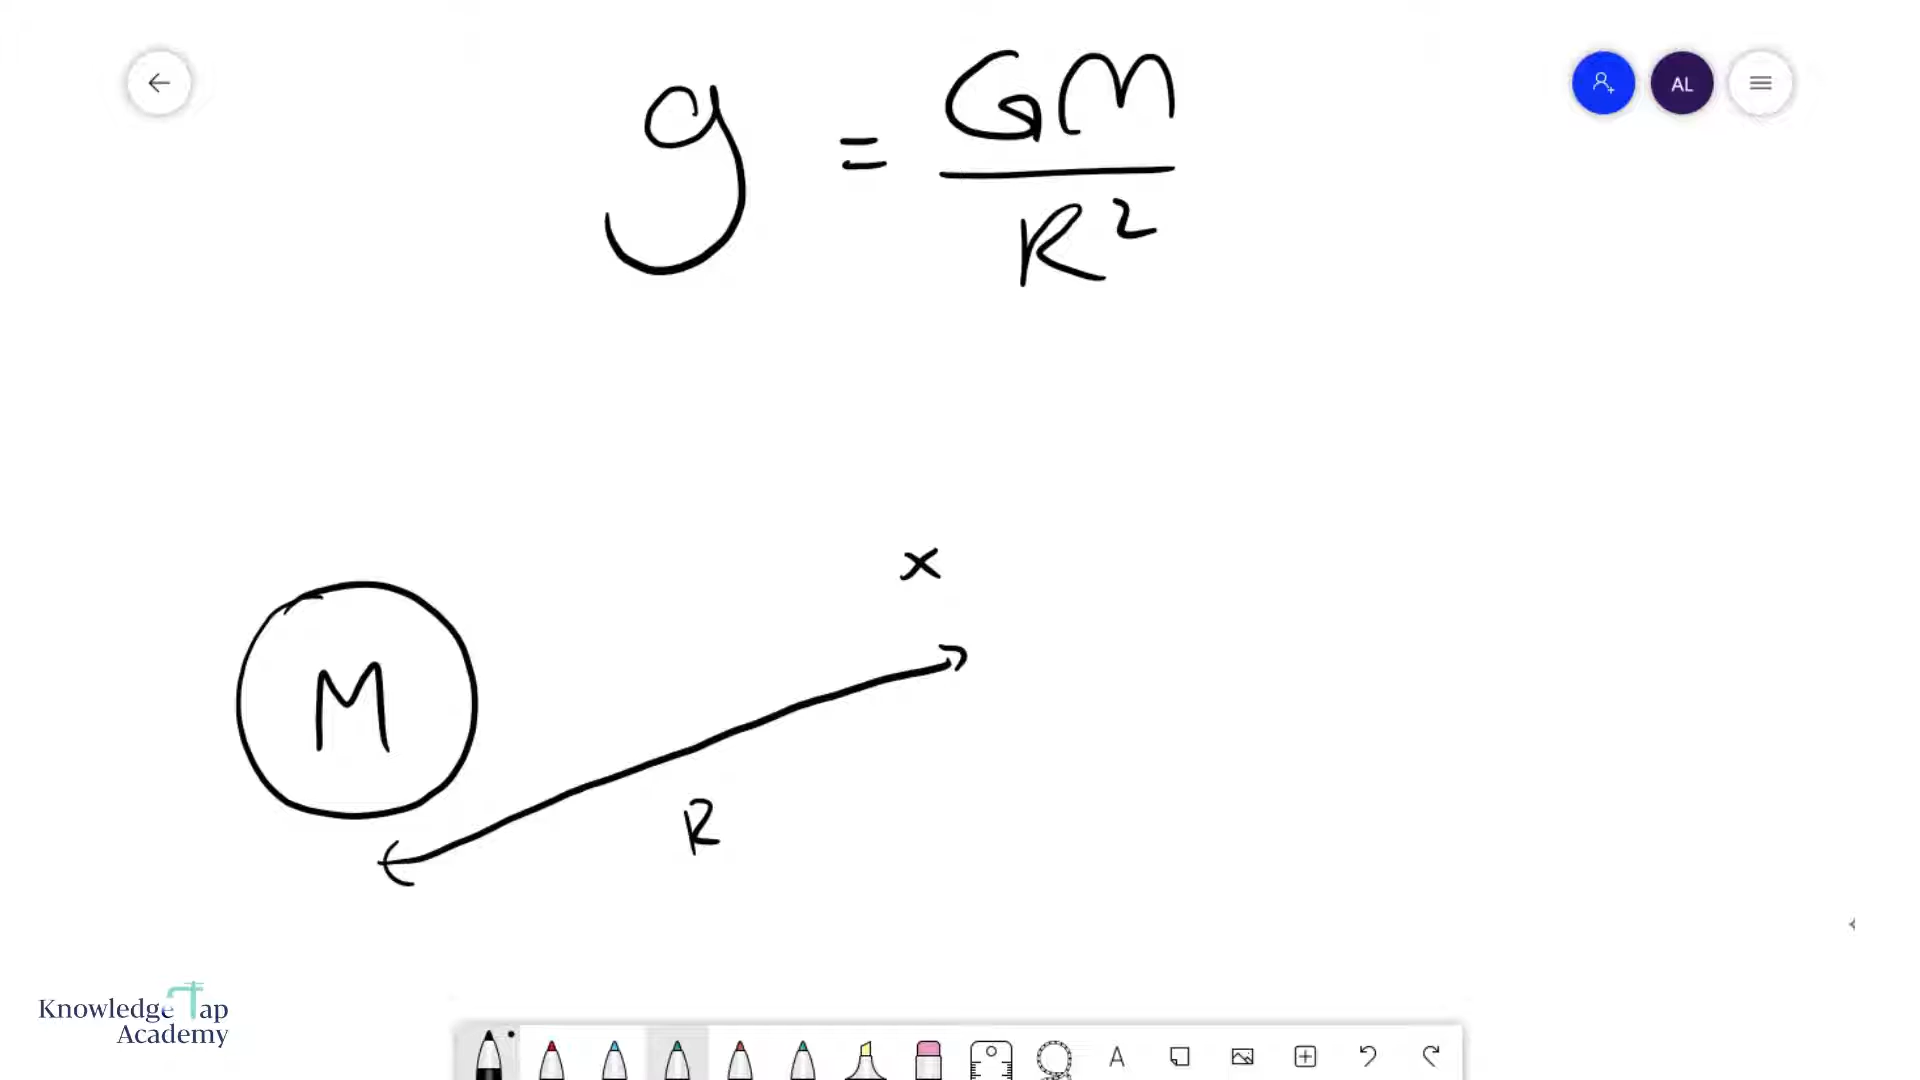 g = GM
R²
AL
x
M
R
Knowledge Tap
Academy
A